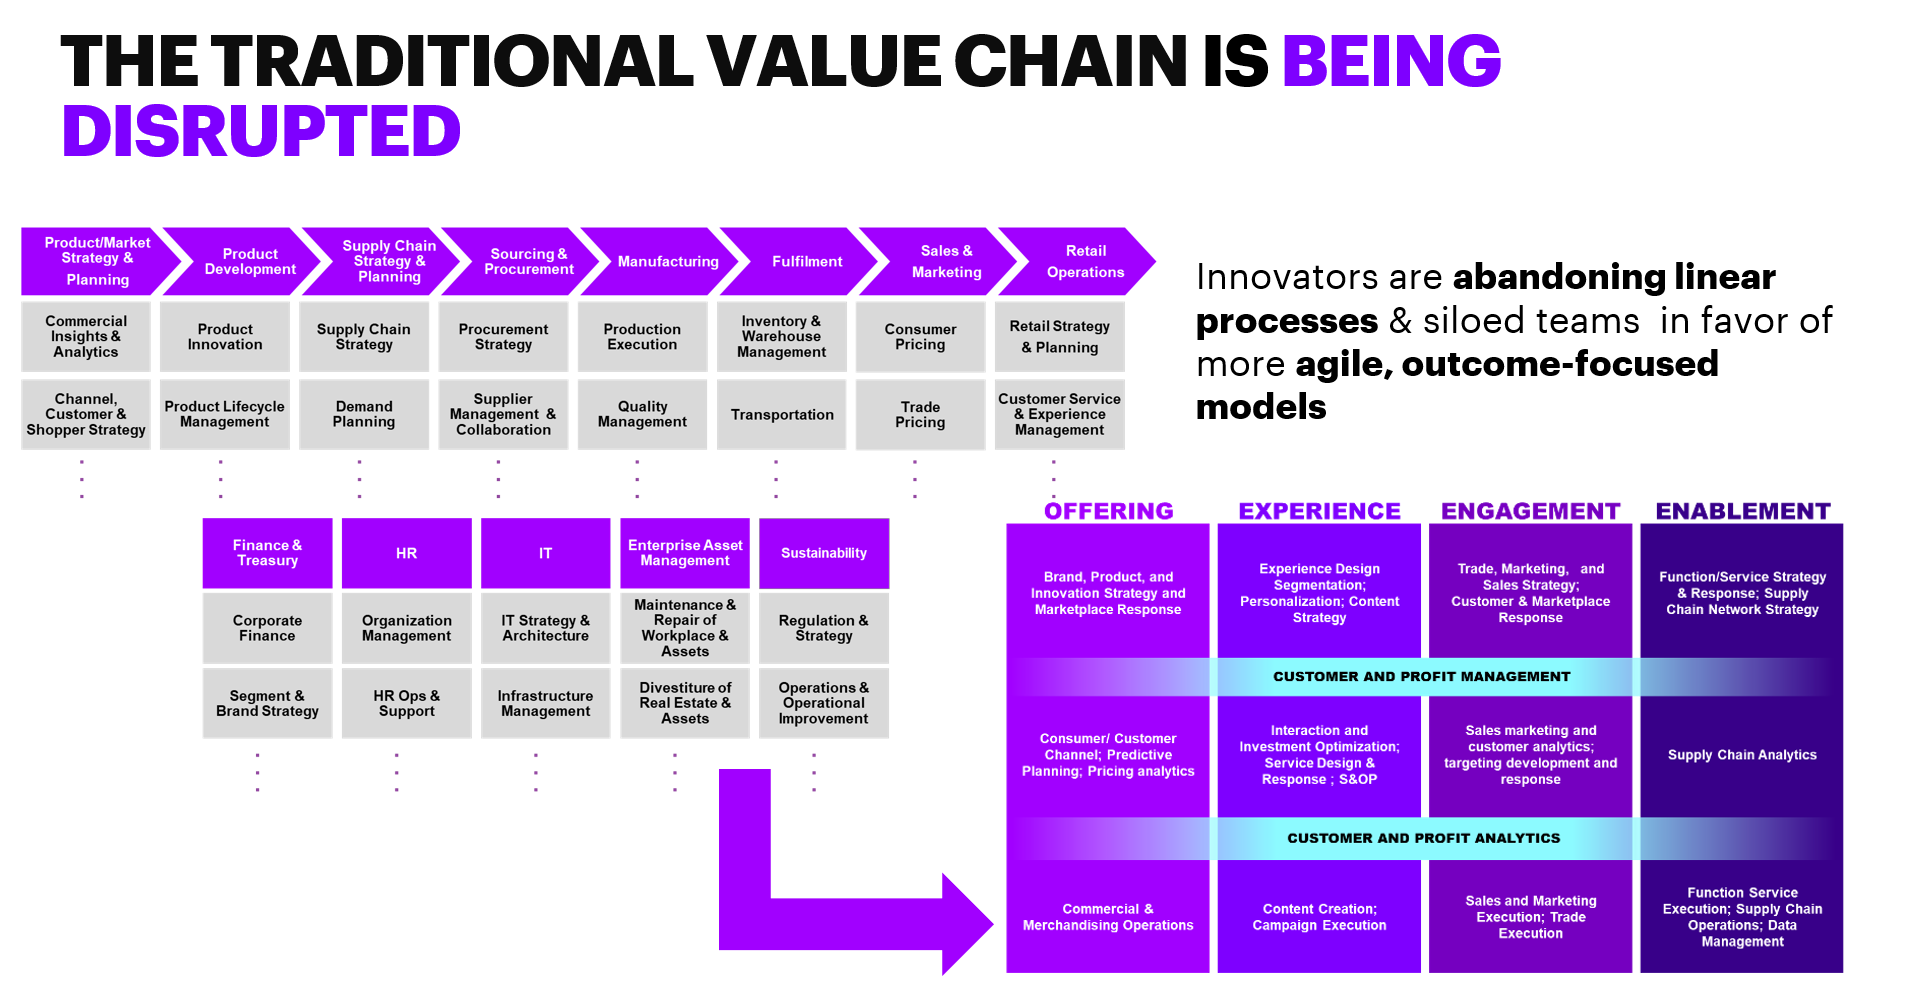 THE TRADITIONAL VALUE CHAIN IS BEING
DISRUPTED
Product/Market
Strategy &
Planning
Product
Development
Supply Chain
Strategy &
Planning
Sourcing &
Procurement
Manufacturing
Fulfilment
Sales &
Marketing
Retail
Operations
Commercial
Insights &
Analytics
Product
Innovation
Supply Chain
Strategy
Procurement
Strategy
Production
Execution
Inventory &
Warehouse
Management
Consumer
Pricing
Retail Strategy
& Planning
Channel,
Customer &
Shopper Strategy
Product Lifecycle
Management
Demand
Planning
Supplier
Management &
Collaboration
Quality
Management
Transportation
Trade
Pricing
Customer Service
& Experience
Management
Innovators are abandoning linear
processes & siloed teams in favor of
more agile, outcome-focused
models
Finance &
Treasury
HR
IT
Enterprise Asset
Management
Sustainability
Corporate
Finance
Organization
Management
IT Strategy &
Architecture
Maintenance &
Repair of
Workplace &
Assets
Regulation &
Strategy
Segment &
Brand Strategy
HR Ops &
Support
Infrastructure
Management
Divestiture of
Real Estate &
Assets
Operations &
Operational
Improvement
OFFERING
EXPERIENCE
ENGAGEMENT
ENABLEMENT
Brand, Product, and
Innovation Strategy and
Marketplace Response
Experience Design
Segmentation;
Personalization; Content
Strategy
Trade, Marketing, and
Sales Strategy;
Customer & Marketplace
Response
Function/Service Strategy
& Response; Supply
Chain Network Strategy
CUSTOMER AND PROFIT MANAGEMENT
Consumer/ Customer
Channel; Predictive
Planning; Pricing analytics
Interaction and
Investment Optimization;
Service Design &
Response ; S&OP
Sales marketing and
customer analytics;
targeting development and
response
Supply Chain Analytics
CUSTOMER AND PROFIT ANALYTICS
Commercial &
Merchandising Operations
Content Creation;
Campaign Execution
Sales and Marketing
Execution; Trade
Execution
Function Service
Execution; Supply Chain
Operations; Data
Management